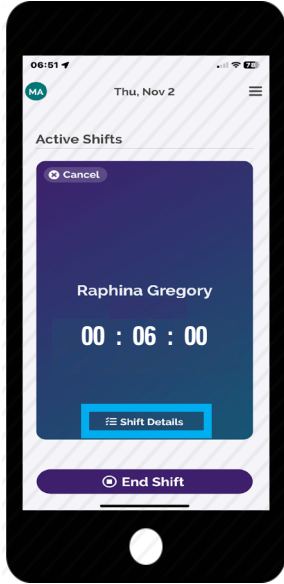 06:51
78
MA
Thu, Nov 2
Active Shifts
Cancel
Raphina Gregory
00 : 06 : 00
Shift Details
End Shift